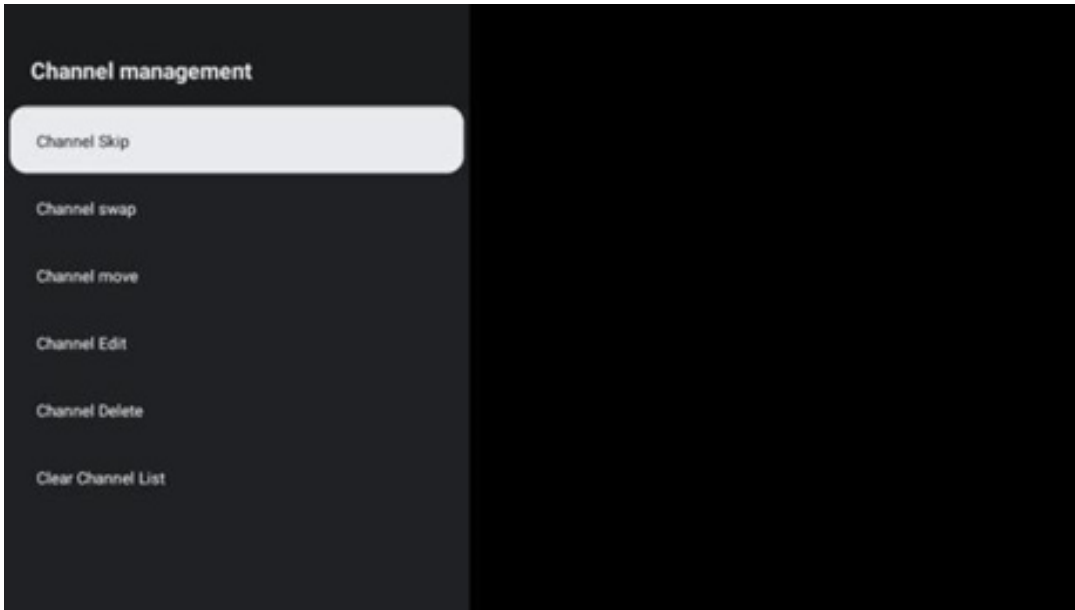 Channel management
Channel Skip
Channel swap
Channel move
Channel Edit
Channel Delete
Clear Channel List